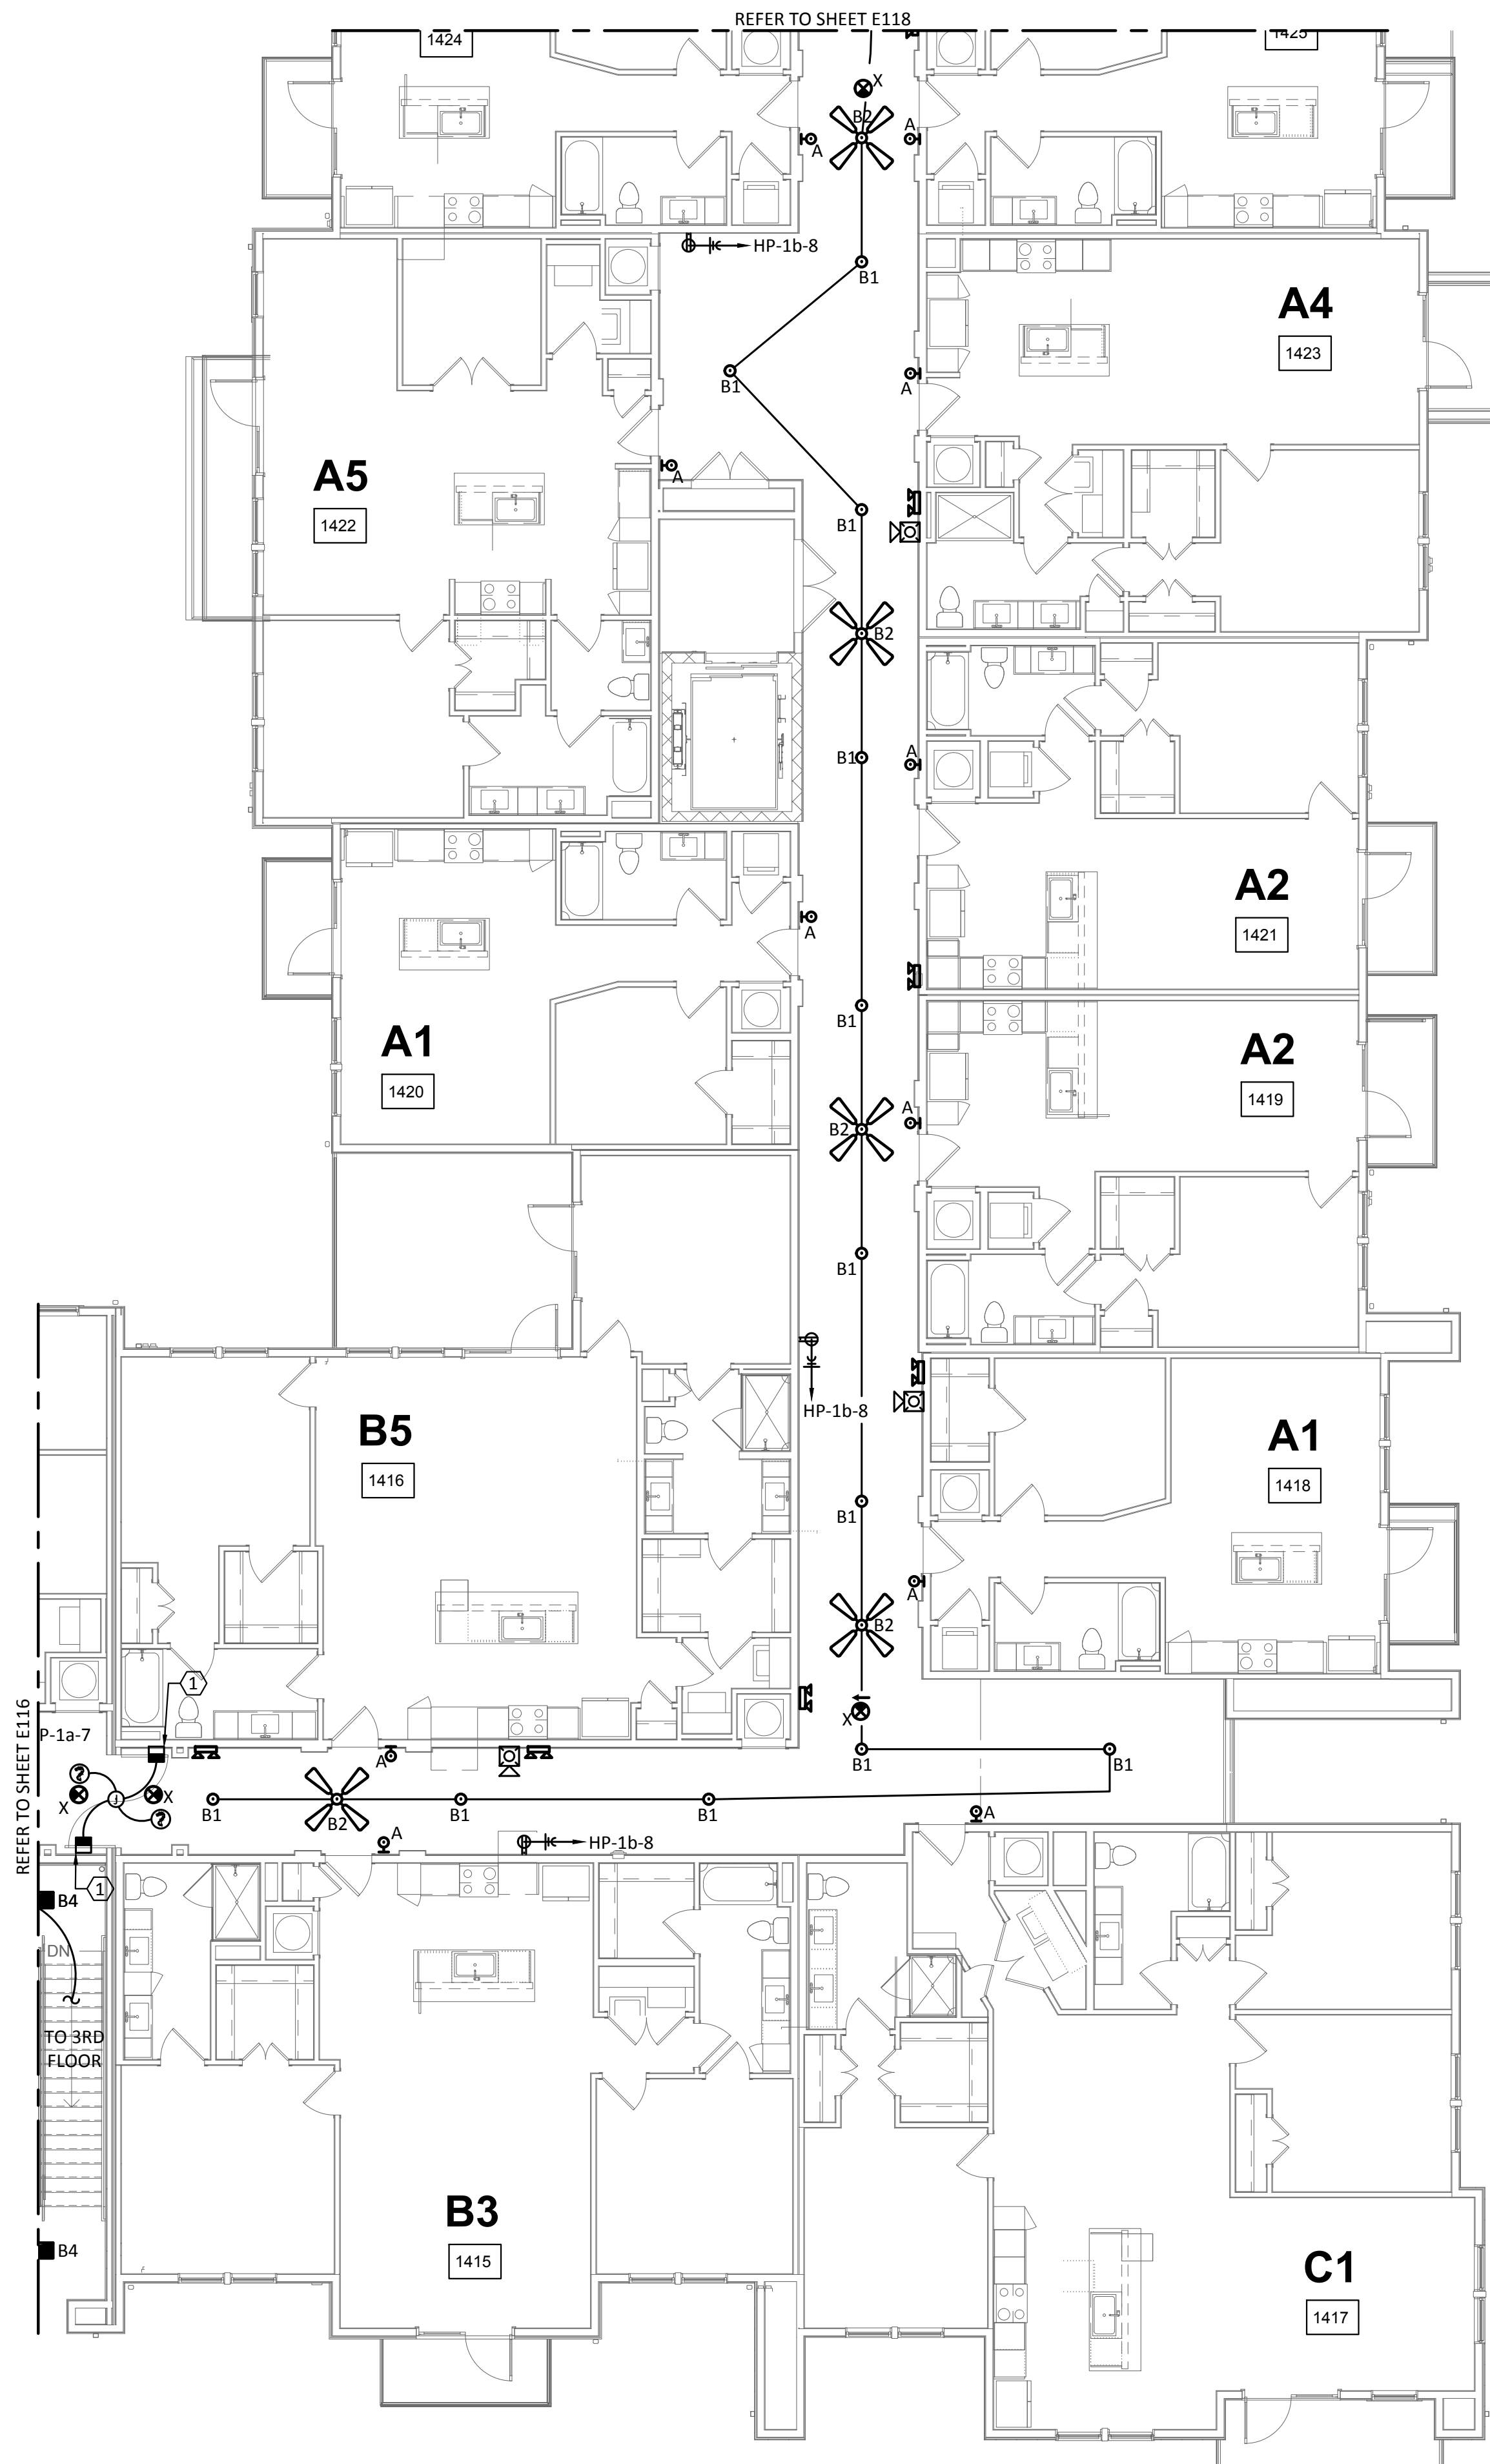 REFER TO SHEET E118
1424
1425
X
B2
A
A
HP-1b-8
B1
A4
1423
B1
A
A5
A
1422
B1
B2
B1
A
A2
A
1421
B1
A1
A2
1420
1419
A
B2
B1
HP-1b-8
B5
A1
1416
1418
B1
A
B2
1
REFER TO SHEET E116
P-1a-7
X
A
B1
B1
X
X
B1
B2
B1
B1
A
A
HP-1b-8
J
?
?
1
B4
DN
TO 3RD
FLOOR
B3
B4
1415
C1
1417